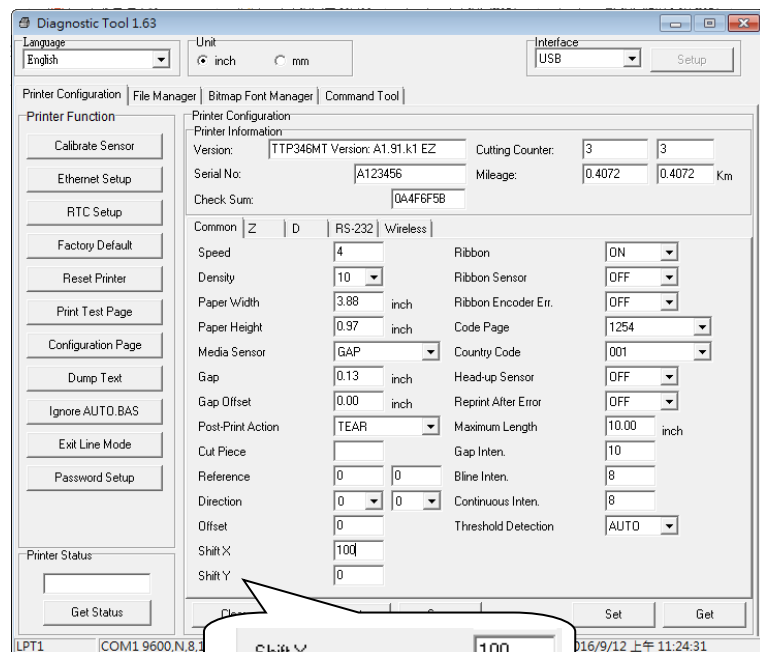 Diagnostic Tool 1.63
Language
English
Unit
inch
mm
Interface
USB
Setup
Printer Configuration
File Manager
Bitmap Font Manager
Command Tool
Printer Function
Calibrate Sensor
Ethernet Setup
RTC Setup
Factory Default
Reset Printer
Print Test Page
Configuration Page
Dump Text
Ignore AUTO.BAS
Exit Line Mode
Password Setup
Printer Status
Get Status
Printer Configuration
Printer Information
Version: TTP346MT Version: A1.91.k1 EZ
Cutting Counter: 3 3
Serial No: A123456
Mileage: 0.4072 0.4072 Km
Check Sum: 0A4F6F5B
Common Z D RS-232 Wireless
Speed 4
Density 10
Paper Width 3.88 inch
Paper Height 0.97 inch
Media Sensor GAP
Gap 0.13 inch
Gap Offset 0.00 inch
Post-Print Action TEAR
Cut Piece
Reference 0 0
Direction 0 0
Offset 0
Shift X 100
Shift Y 0
Ribbon ON
Ribbon Sensor OFF
Ribbon Encoder Err. OFF
Code Page 1254
Country Code 001
Head-up Sensor OFF
Reprint After Error OFF
Maximum Length 10.00 inch
Gap Inten. 10
Bline Inten. 8
Continuous Inten. 8
Threshold Detection AUTO
Set
Get
LPT1
COM1 9600,N,8,1
016/9/12 上午 11:24:31
100